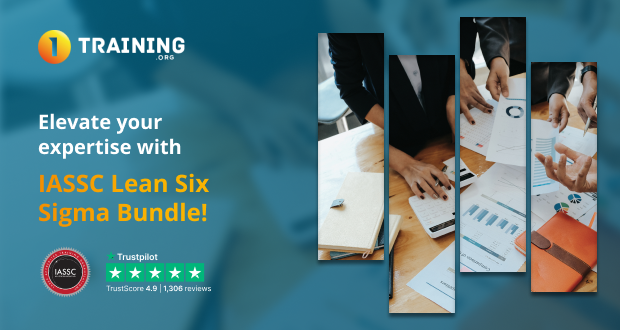 1 TRAINING
.ORG
Elevate your
expertise with
IASSC Lean Six
Sigma Bundle!
IASSC
Trustpilot
TrustScore 4.9 | 1,306 reviews